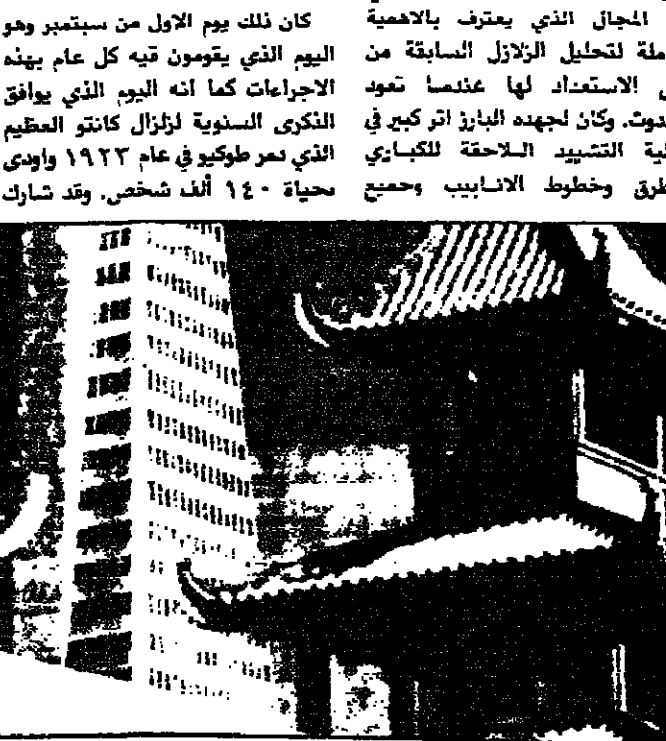 المجال الذي يعترف بالاهمية
لتحليل الزلازل السابقة من
الاستعداد لها عندما تعود
وكان لجهده البارز اثر كبير في
التشييد اللاحقة للكباري
وخطوط الانابيب وجميع
كان ذلك يوم الاول من سبتمبر وهو
اليوم الذي يقومون فيه كل عام بهذه
الاجراءات كما انه اليوم الذي يوافق
الذكرى السنوية لزلزال كانتو العظيم
الذي دمر طوكيو في عام ١٩٢٣ واودى
بحياة ١٤٠ ألف شخص. وقد شارك